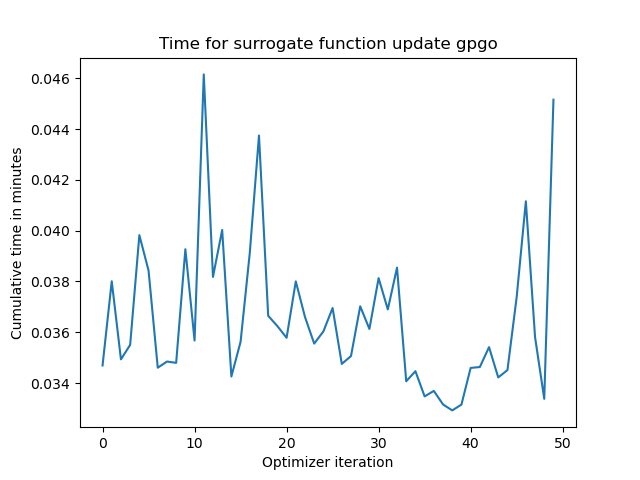 Time for surrogate function update gpgo
Cumulative time in minutes
0.046
0.044
0.042
0.040
0.038
0.036
0.034
0 10 20 30 40 50
Optimizer iteration